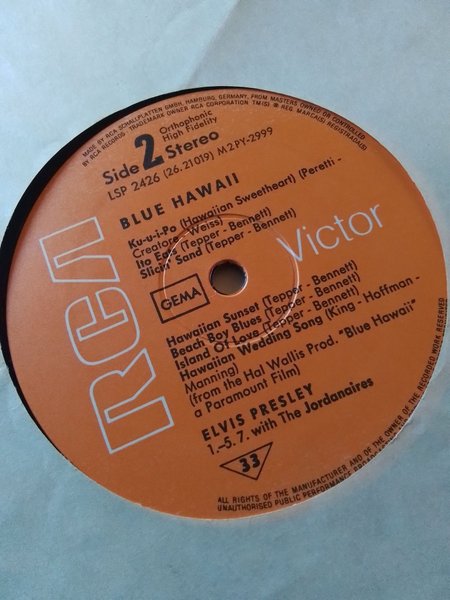 MADE BY RCA SCHALLPLATTEN GMBH, HAMBURG, GERMANY, FROM MASTERS OWNED OR CONTROLLED
BY RCA RECORDS · TRADEMARK OWNER RCA CORPORATION TM(S) ® REG MARCA(S) REGISTRADA(S)
Orthophonic
High Fidelity
Side 2 Stereo
LSP 2426 (26.21019) M2PY-2999
BLUE HAWAII
Ku-u-i-Po (Hawaiian Sweetheart) (Peretti -
Creatore - Weiss)
Ito Eats (Tepper - Bennett)
Slicin' Sand (Tepper - Bennett)
RCA
Victor
GEMA
Hawaiian Sunset (Tepper - Bennett)
Beach Boy Blues (Tepper - Bennett)
Island Of Love (Tepper - Bennett)
Hawaiian Wedding Song (King - Hoffman -
Manning)
(from the Hal Wallis Prod. "Blue Hawaii"
a Paramount Film)
ELVIS PRESLEY
1.-5. 7. with The Jordanaires
33
ALL RIGHTS OF THE MANUFACTURER AND OF THE OWNER OF THE RECORDED WORK RESERVED
UNAUTHORISED PUBLIC PERFORMANCE